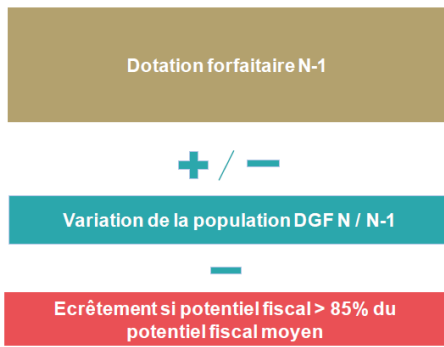 Dotation forfaitaire N-1
+ / −
Variation de la population DGF N / N-1
−
Ecrêtement si potentiel fiscal > 85% du
potentiel fiscal moyen